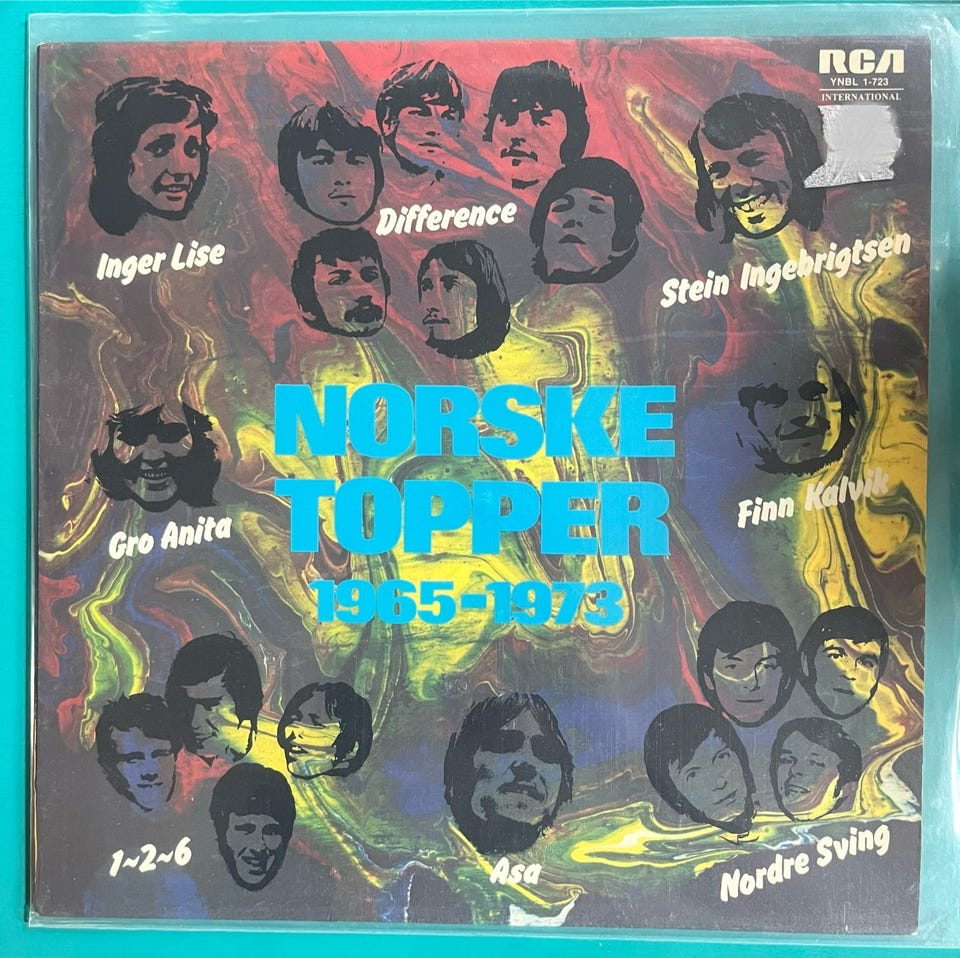 RCA
YNBL 1-723
INTERNATIONAL
Inger Lise
Difference
Stein Ingebrigtsen
NORSKE
TOPPER
1965-1973
Gro Anita
Finn Kalvik
1~2~6
Asa
Nordre Sving